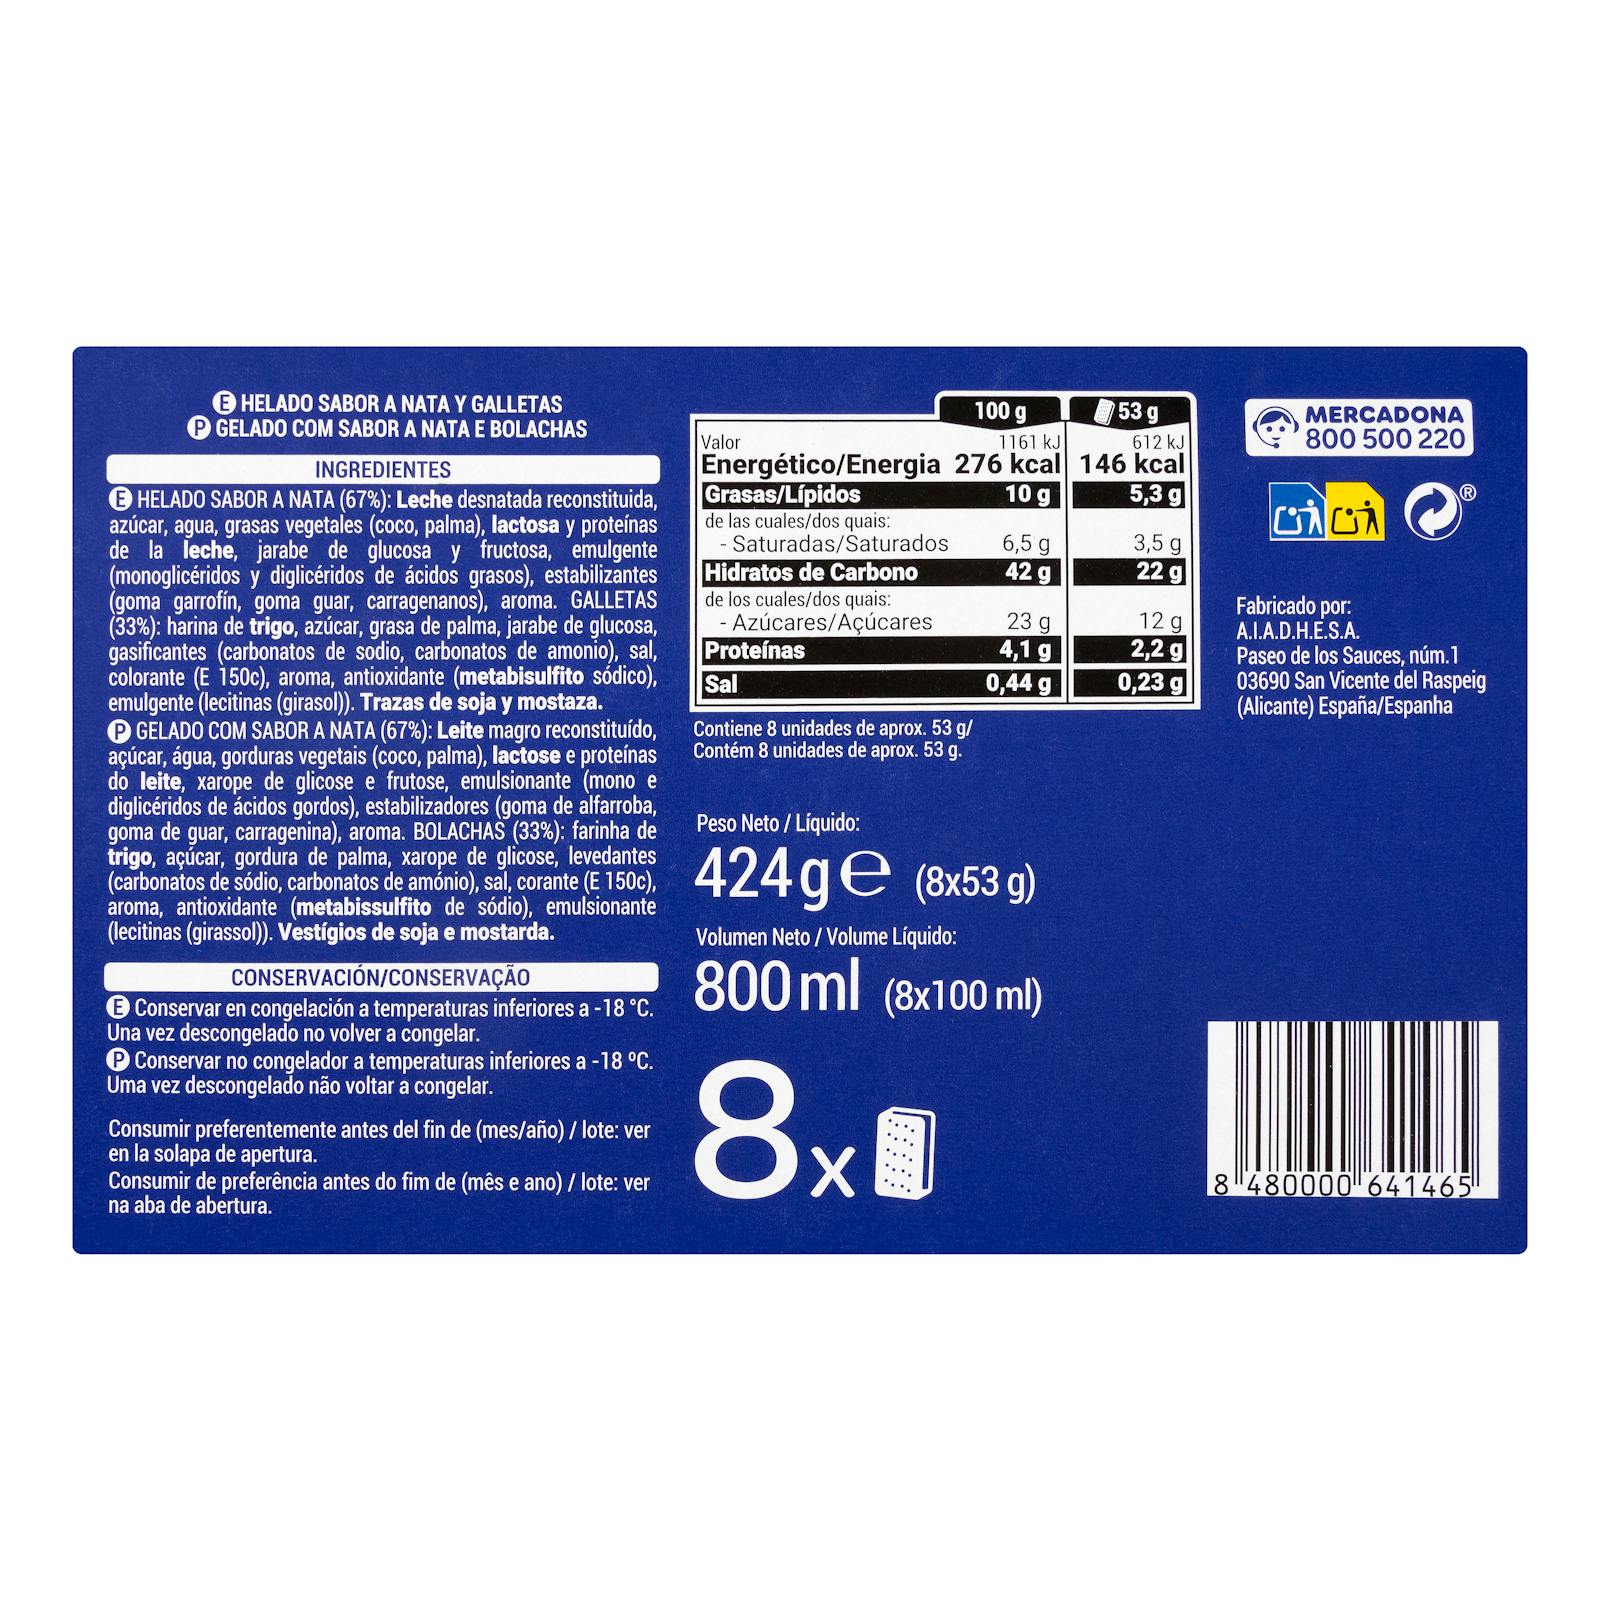 E HELADO SABOR A NATA Y GALLETAS
P GELADO COM SABOR A NATA E BOLACHAS
INGREDIENTES
E HELADO SABOR A NATA (67%): Leche desnatada reconstituida,
azúcar, agua, grasas vegetales (coco, palma), lactosa y proteínas
de la leche, jarabe de glucosa y fructosa, emulgente
(monoglicéridos y diglicéridos de ácidos grasos), estabilizantes
(goma garrofín, goma guar, carragenanos), aroma. GALLETAS
(33%): harina de trigo, azúcar, grasa de palma, jarabe de glucosa,
gasificantes (carbonatos de sodio, carbonatos de amonio), sal,
colorante (E 150c), aroma, antioxidante (metabisulfito sódico),
emulgente (lecitinas (girasol)). Trazas de soja y mostaza.
P GELADO COM SABOR A NATA (67%): Leite magro reconstituído,
açúcar, água, gorduras vegetais (coco, palma), lactose e proteínas
do leite, xarope de glicose e frutose, emulsionante (mono e
diglicéridos de ácidos gordos), estabilizadores (goma de alfarroba,
goma de guar, carragenina), aroma. BOLACHAS (33%): farinha de
trigo, açúcar, gordura de palma, xarope de glicose, levedantes
(carbonatos de sódio, carbonatos de amónio), sal, corante (E 150c),
aroma, antioxidante (metabissulfito de sódio), emulsionante
(lecitinas (girassol)). Vestígios de soja e mostarda.
CONSERVACIÓN/CONSERVAÇÃO
E Conservar en congelación a temperaturas inferiores a -18 °C.
Una vez descongelado no volver a congelar.
P Conservar no congelador a temperaturas inferiores a -18 ºC.
Uma vez descongelado não voltar a congelar.
Consumir preferentemente antes del fin de (mes/año) / lote: ver
en la solapa de apertura.
Consumir de preferência antes do fim de (mês e ano) / lote: ver
na aba de abertura.
100 g 53 g
Valor 1161 kJ 612 kJ
Energético/Energia 276 kcal 146 kcal
Grasas/Lípidos 10 g 5,3 g
de las cuales/dos quais:
- Saturadas/Saturados 6,5 g 3,5 g
Hidratos de Carbono 42 g 22 g
de los cuales/dos quais:
- Azúcares/Açúcares 23 g 12 g
Proteínas 4,1 g 2,2 g
Sal 0,44 g 0,23 g
Contiene 8 unidades de aprox. 53 g/
Contém 8 unidades de aprox. 53 g.
Peso Neto / Líquido:
424 g ℮ (8x53 g)
Volumen Neto / Volume Líquido:
800 ml (8x100 ml)
8x
MERCADONA
800 500 220
®
Fabricado por:
A.I.A.D.H.E.S.A.
Paseo de los Sauces, núm.1
03690 San Vicente del Raspeig
(Alicante) España/Espanha
8 480000 641465